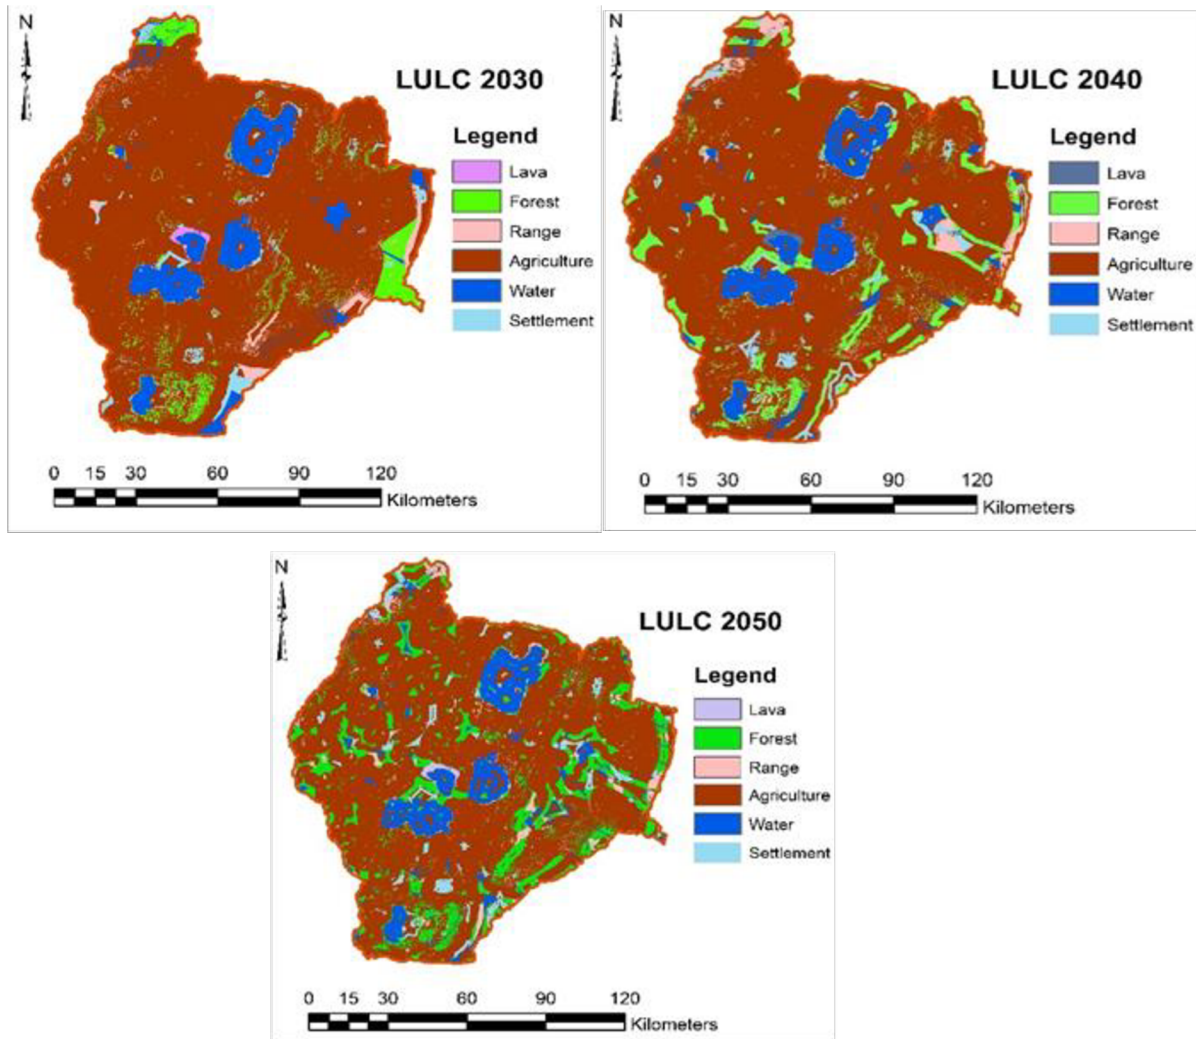 N
LULC 2030
Legend
Lava
Forest
Range
Agriculture
Water
Settlement
0 15 30 60 90 120
Kilometers
N
LULC 2040
Legend
Lava
Forest
Range
Agriculture
Water
Settlement
0 15 30 60 90 120
Kilometers
N
LULC 2050
Legend
Lava
Forest
Range
Agriculture
Water
Settlement
0 15 30 60 90 120
Kilometers